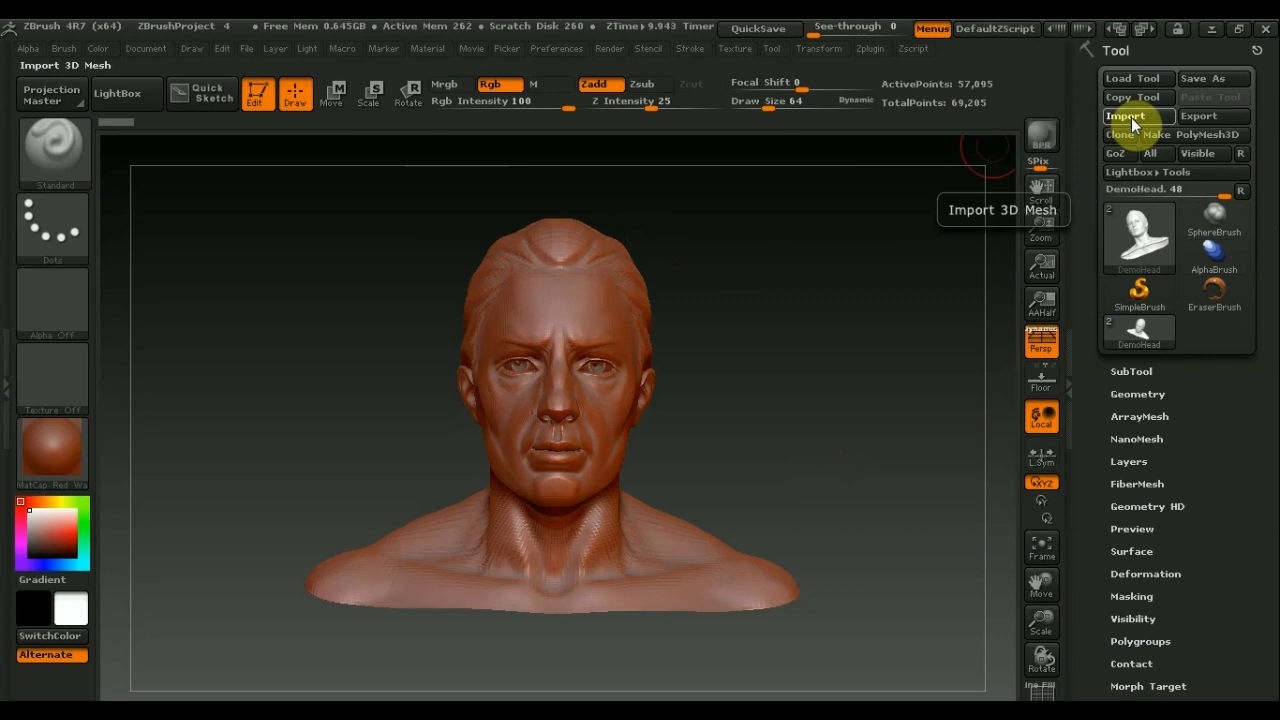 ZBrush 4R7 (x64) ZBrushProject 4 • Free Mem 0.645GB • Active Mem 262 • Scratch Disk 260 • ZTime▸9.943 Timer QuickSave See-through 0 Menus DefaultZScript
Alpha Brush Color Document Draw Edit File Layer Light Macro Marker Material Movie Picker Preferences Render Stencil Stroke Texture Tool Transform Zplugin Zscript
Tool
Import 3D Mesh
Load Tool Save As
Copy Tool Paste Tool
Import Export
Clone Make PolyMesh3D
GoZ All Visible R
Lightbox▸Tools
DemoHead. 48 R
Projection Master
LightBox
Quick Sketch
Edit Draw Move Scale Rotate
Mrgb Rgb M
Rgb Intensity 100
Zadd Zsub Zcut
Z Intensity 25
Focal Shift 0
Draw Size 64 Dynamic
ActivePoints: 57,095
TotalPoints: 69,205
Standard
Dots
Alpha Off
Texture Off
MatCap Red Wa
Gradient
SwitchColor
Alternate
Import 3D Mesh
BPR
SPix
Scroll
Zoom
Actual
AAHalf
Dynamic
Persp
Floor
Local
L.Sym
XYZ
Y
Z
Frame
Move
Scale
Rotate
2
DemoHead
SphereBrush
AlphaBrush
SimpleBrush
EraserBrush
2
DemoHead
SubTool
Geometry
ArrayMesh
NanoMesh
Layers
FiberMesh
Geometry HD
Preview
Surface
Deformation
Masking
Visibility
Polygroups
Contact
Morph Target